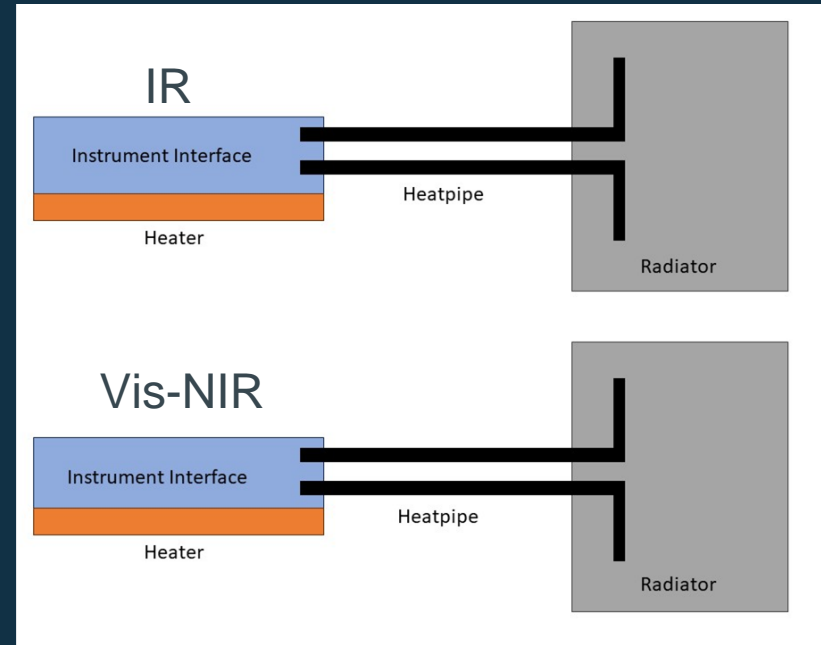 IR
Instrument Interface
Heatpipe
Heater
Radiator
Vis-NIR
Instrument Interface
Heatpipe
Heater
Radiator